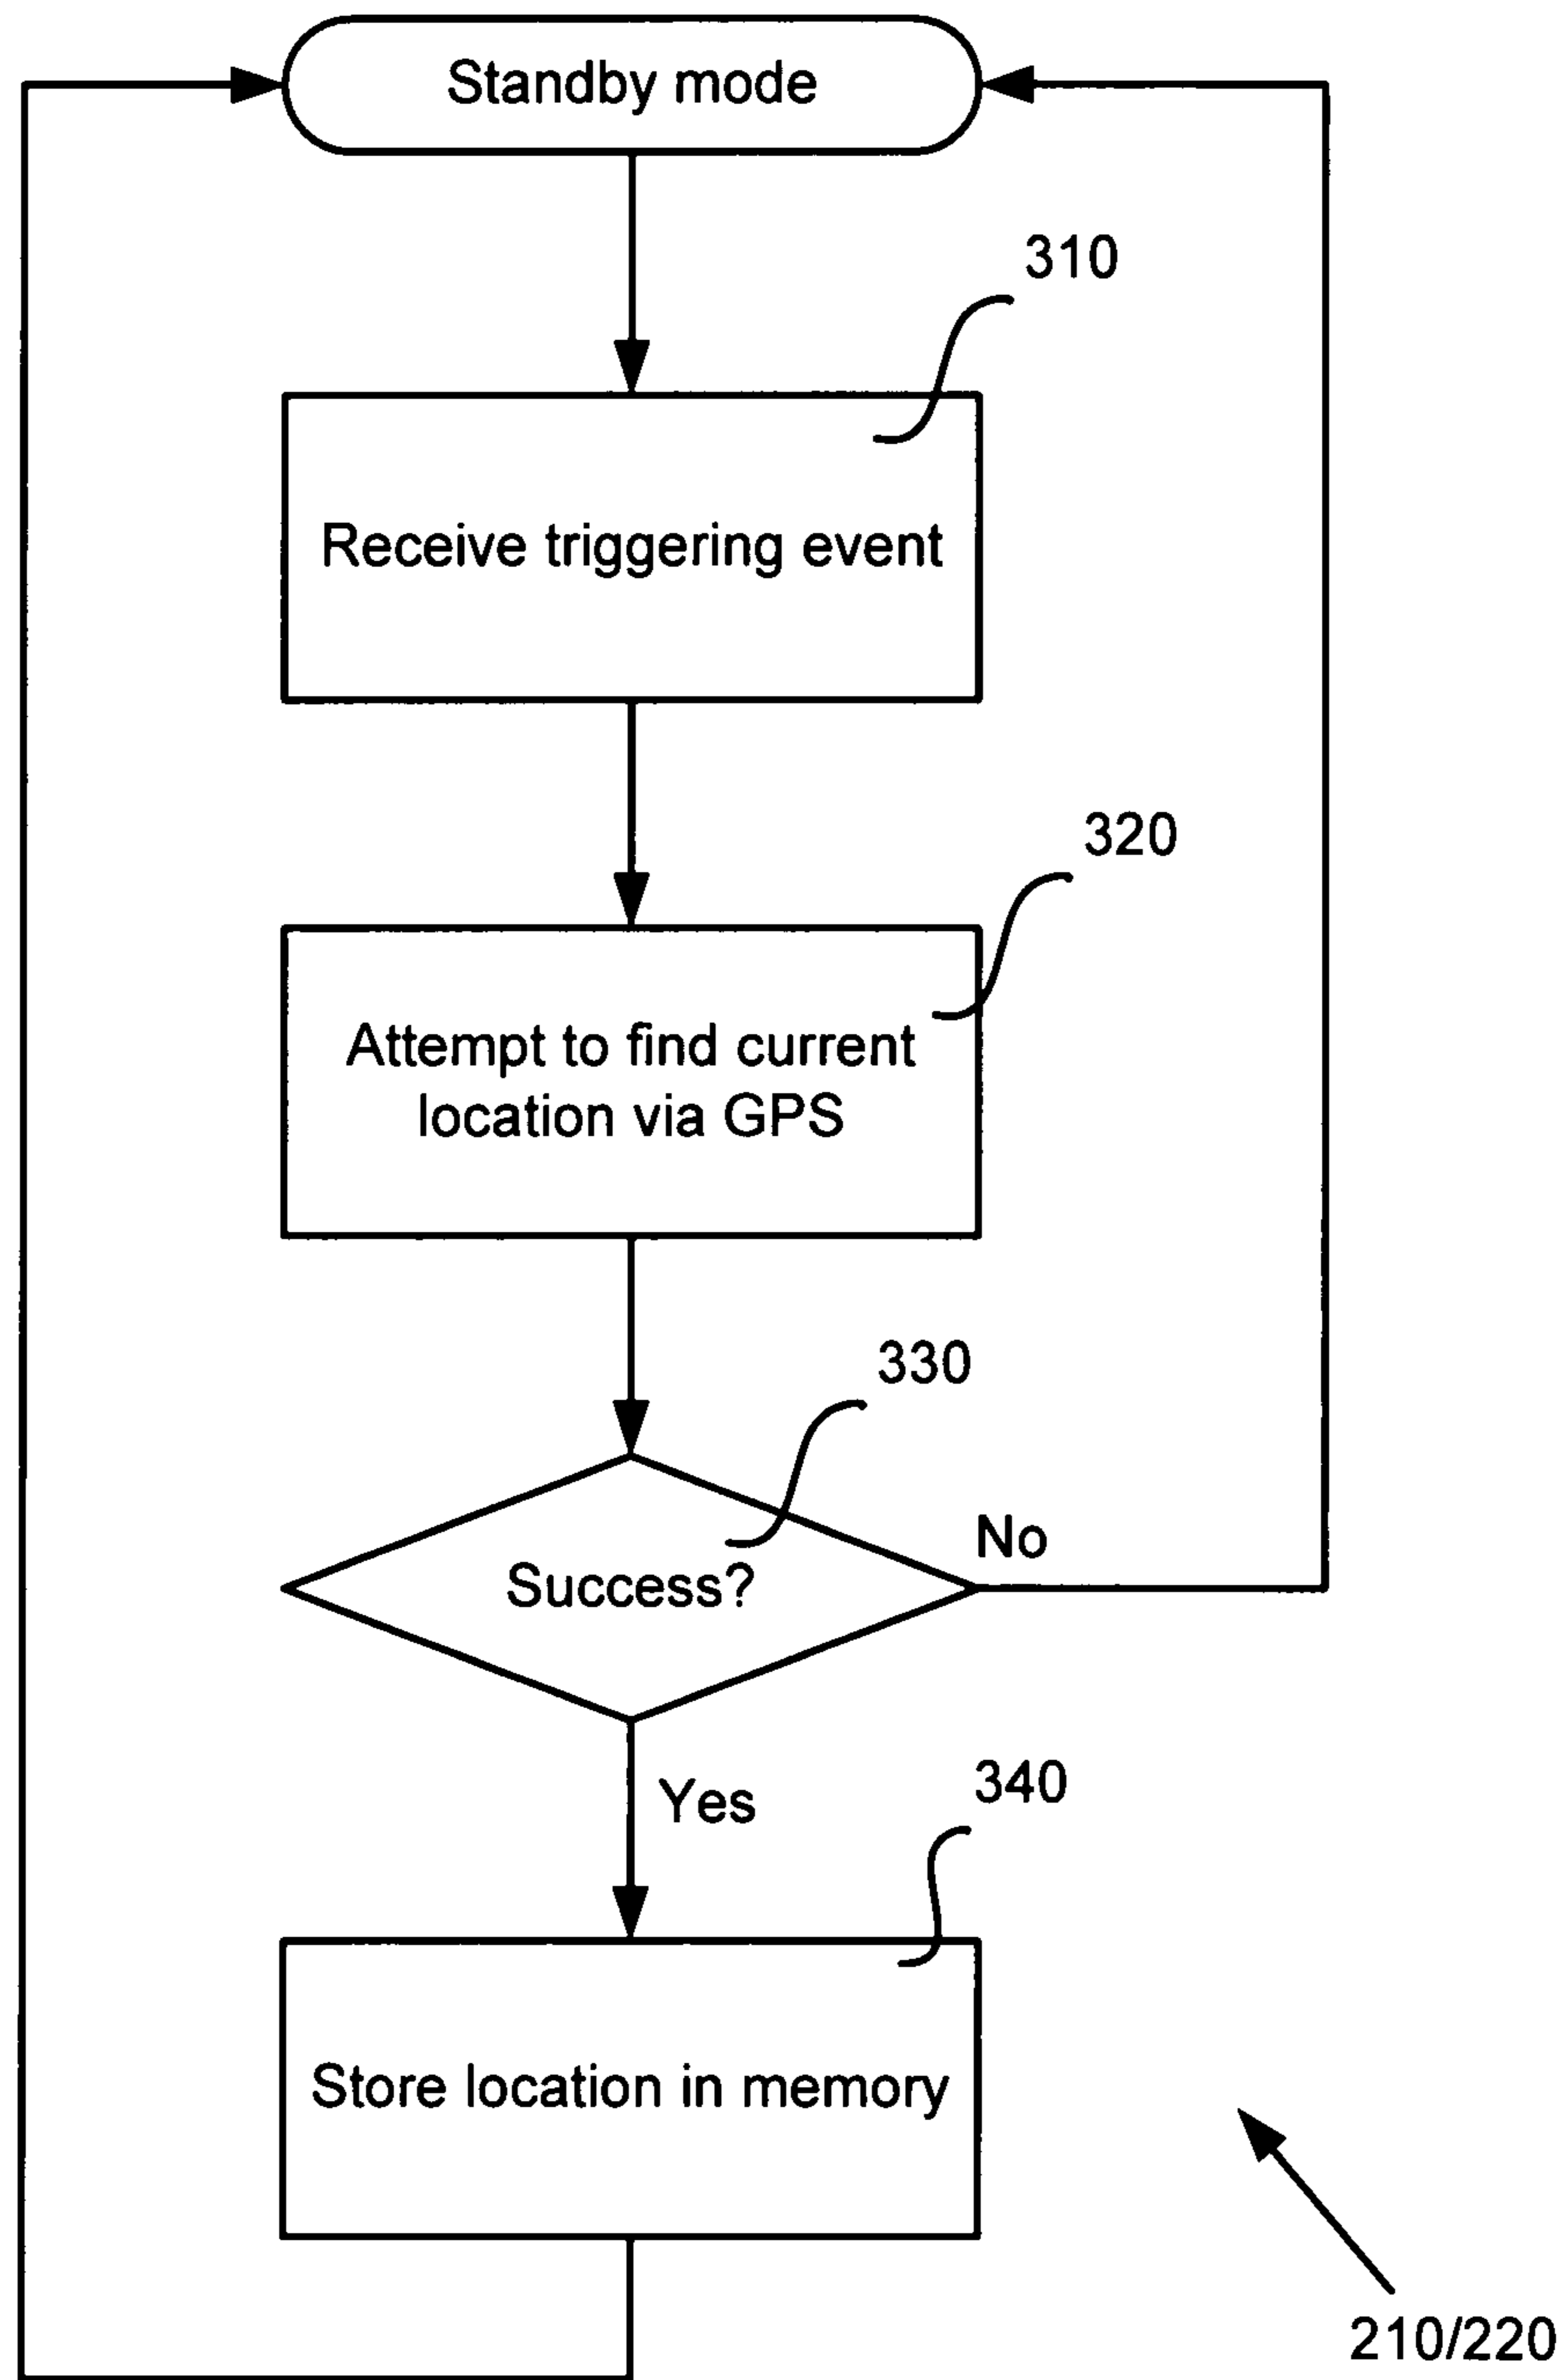 Standby mode
310
Receive triggering event
320
Attempt to find current
location via GPS
330
No
Success?
Yes
340
Store location in memory
210/220